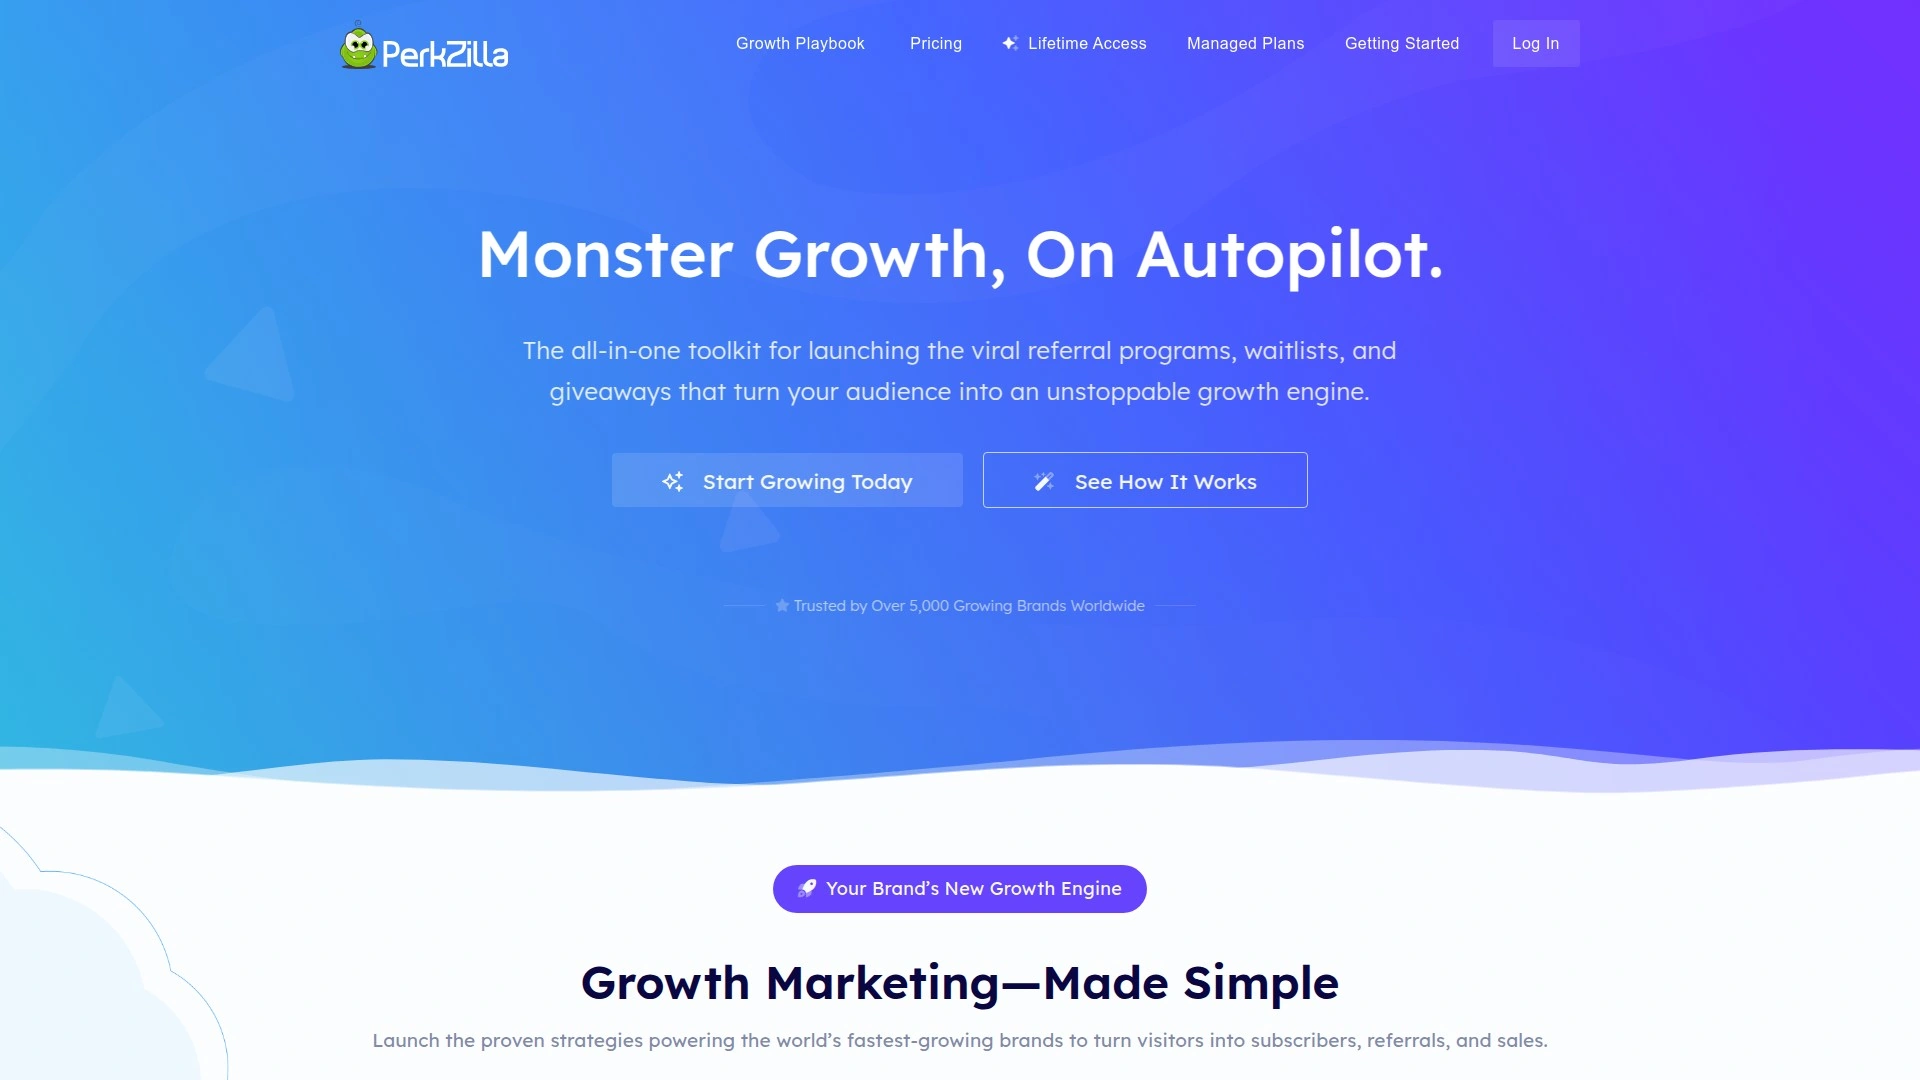 PerkZilla
Growth Playbook
Pricing
Lifetime Access
Managed Plans
Getting Started
Log In
Monster Growth, On Autopilot.
The all-in-one toolkit for launching the viral referral programs, waitlists, and
giveaways that turn your audience into an unstoppable growth engine.
Start Growing Today
See How It Works
Trusted by Over 5,000 Growing Brands Worldwide
Your Brand’s New Growth Engine
Growth Marketing—Made Simple
Launch the proven strategies powering the world’s fastest-growing brands to turn visitors into subscribers, referrals, and sales.